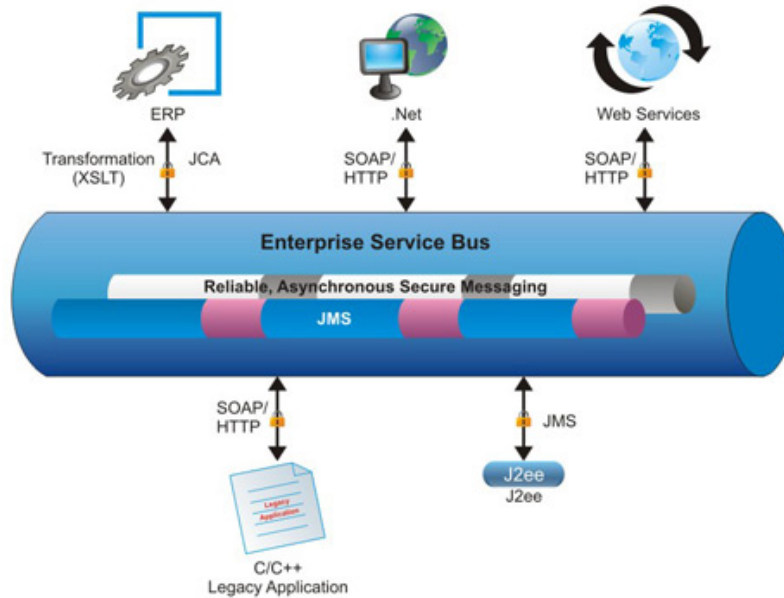 ERP
.Net
Web Services
Transformation
(XSLT)
JCA
SOAP/
HTTP
SOAP/
HTTP
Enterprise Service Bus
Reliable, Asynchronous Secure Messaging
JMS
SOAP/
HTTP
JMS
Legacy
Application
J2ee
J2ee
C/C++
Legacy Application